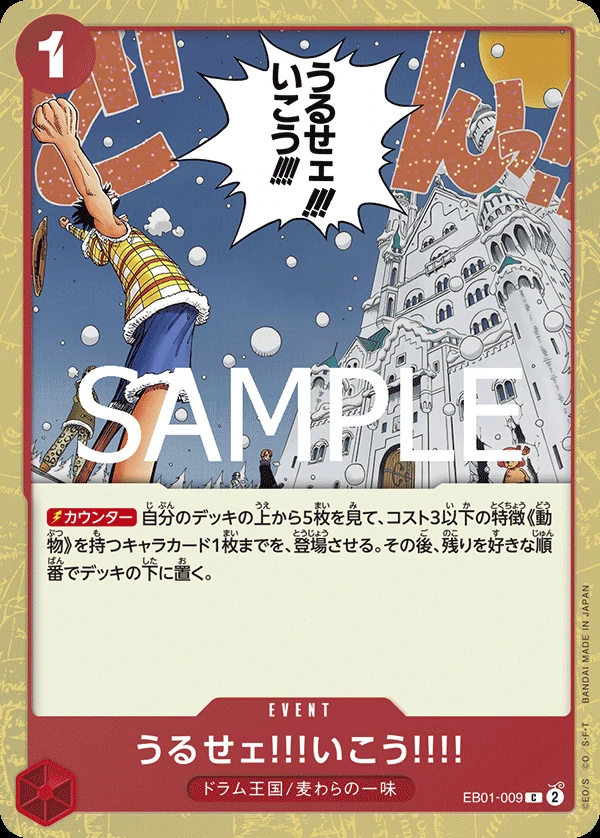 1
どん!!
うるせェ!!!
いこう!!!!
SAMPLE
カウンター 自分のデッキの上から5枚を見て、コスト3以下の特徴《動
物》を持つキャラカード1枚までを、登場させる。その後、残りを好きな順
番でデッキの下に置く。
EVENT
うるせェ!!!いこう!!!!
ドラム王国/麦わらの一味
EB01-009 C 2
©E.O/S ©O/S・F・T BANDAI MADE IN JAPAN